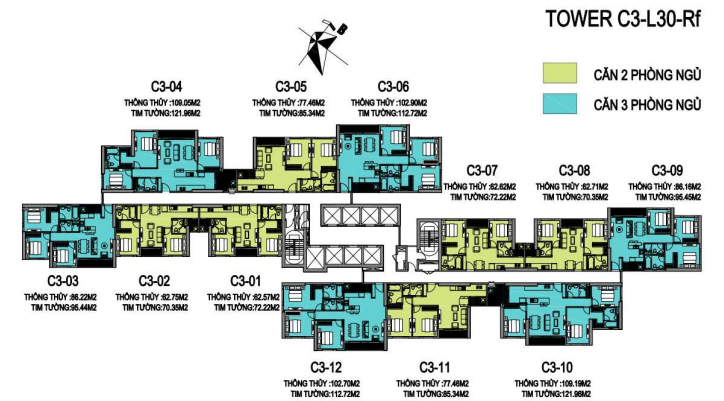 TOWER C3-L30-Rf
B
CĂN 2 PHÒNG NGỦ
CĂN 3 PHÒNG NGỦ
C3-04
THÔNG THỦY :109.05M2
TIM TƯỜNG:121.96M2
C3-05
THÔNG THỦY :77.46M2
TIM TƯỜNG:85.34M2
C3-06
THÔNG THỦY :102.90M2
TIM TƯỜNG:112.72M2
C3-07
THÔNG THỦY :62.62M2
TIM TƯỜNG:72.22M2
C3-08
THÔNG THỦY :62.71M2
TIM TƯỜNG:70.35M2
C3-09
THÔNG THỦY :86.16M2
TIM TƯỜNG:95.45M2
C3-03
THÔNG THỦY :86.22M2
TIM TƯỜNG:95.44M2
C3-02
THÔNG THỦY :62.75M2
TIM TƯỜNG:70.35M2
C3-01
THÔNG THỦY :62.57M2
TIM TƯỜNG:72.22M2
C3-12
THÔNG THỦY :102.70M2
TIM TƯỜNG:112.72M2
C3-11
THÔNG THỦY :77.46M2
TIM TƯỜNG:85.34M2
C3-10
THÔNG THỦY :109.19M2
TIM TƯỜNG:121.96M2